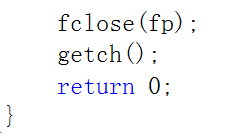 fclose(fp);
getch();
return 0;
}